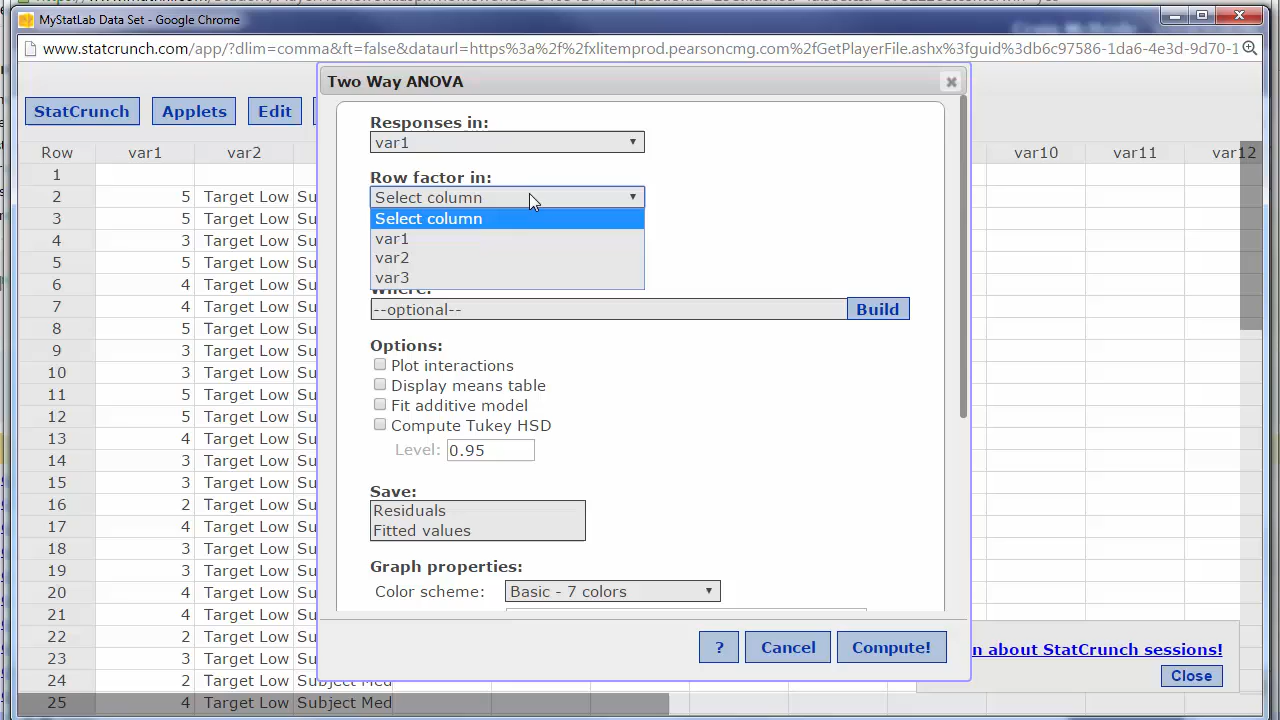 MyStatLab Data Set - Google Chrome
www.statcrunch.com/app/?dlim=comma&ft=false&dataurl=https%3a%2f%2fxlitemprod.pearsoncmg.com%2fGetPlayerFile.ashx%3fguid%3db6c97586-1da6-4e3d-9d70-1
Two Way ANOVA
StatCrunch Applets Edit
Responses in:
var1
Row var1 var2 var10 var11 var12
Row factor in:
Select column
Select column
var1
var2
var3
Where:
--optional-- Build
Options:
Plot interactions
Display means table
Fit additive model
Compute Tukey HSD
Level: 0.95
Save:
Residuals
Fitted values
Graph properties:
Color scheme: Basic - 7 colors
? Cancel Compute!
1
2 5 Target Low Su
3 5 Target Low Su
4 3 Target Low Su
5 5 Target Low Su
6 4 Target Low Su
7 4 Target Low Su
8 5 Target Low Su
9 3 Target Low Su
10 3 Target Low Su
11 5 Target Low Su
12 5 Target Low Su
13 4 Target Low Su
14 3 Target Low Su
15 3 Target Low Su
16 2 Target Low Su
17 4 Target Low Su
18 3 Target Low Su
19 3 Target Low Su
20 4 Target Low Su
21 4 Target Low Su
22 2 Target Low Su
23 3 Target Low Su
24 2 Target Low Subject Med
25 4 Target Low Subject Med
n about StatCrunch sessions!
Close